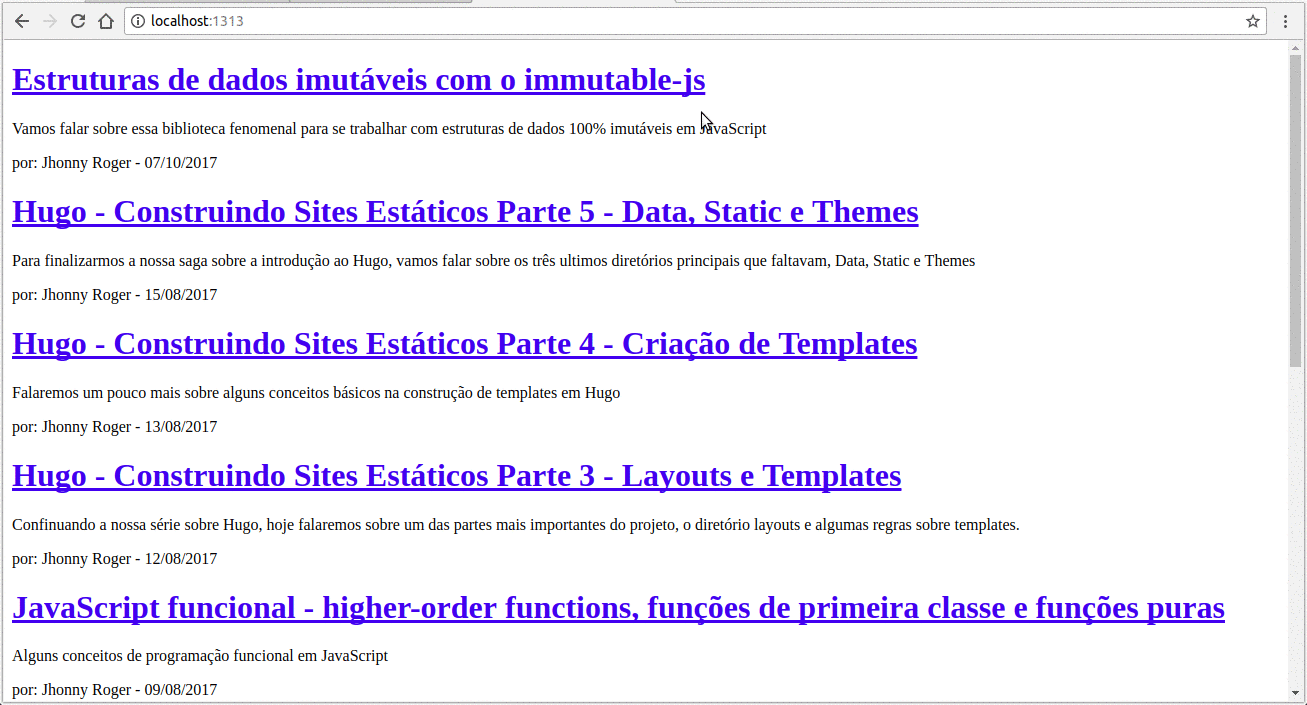 localhost:1313
Estruturas de dados imutáveis com o immutable-js
Vamos falar sobre essa biblioteca fenomenal para se trabalhar com estruturas de dados 100% imutáveis em JavaScript
por: Jhonny Roger - 07/10/2017
Hugo - Construindo Sites Estáticos Parte 5 - Data, Static e Themes
Para finalizarmos a nossa saga sobre a introdução ao Hugo, vamos falar sobre os três ultimos diretórios principais que faltavam, Data, Static e Themes
por: Jhonny Roger - 15/08/2017
Hugo - Construindo Sites Estáticos Parte 4 - Criação de Templates
Falaremos um pouco mais sobre alguns conceitos básicos na construção de templates em Hugo
por: Jhonny Roger - 13/08/2017
Hugo - Construindo Sites Estáticos Parte 3 - Layouts e Templates
Continuando a nossa série sobre Hugo, hoje falaremos sobre um das partes mais importantes do projeto, o diretório layouts e algumas regras sobre templates.
por: Jhonny Roger - 12/08/2017
JavaScript funcional - higher-order functions, funções de primeira classe e funções puras
Alguns conceitos de programação funcional em JavaScript
por: Jhonny Roger - 09/08/2017